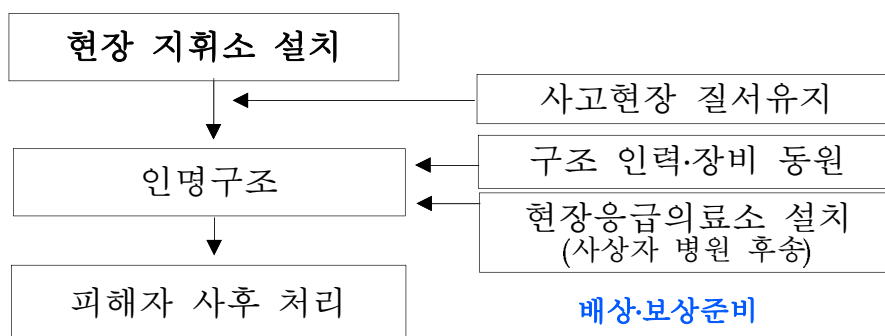 현장 지휘소 설치
사고현장 질서유지
구조 인력·장비 동원
인명구조
현장응급의료소 설치
(사상자 병원 후송)
피해자 사후 처리
배상·보상준비